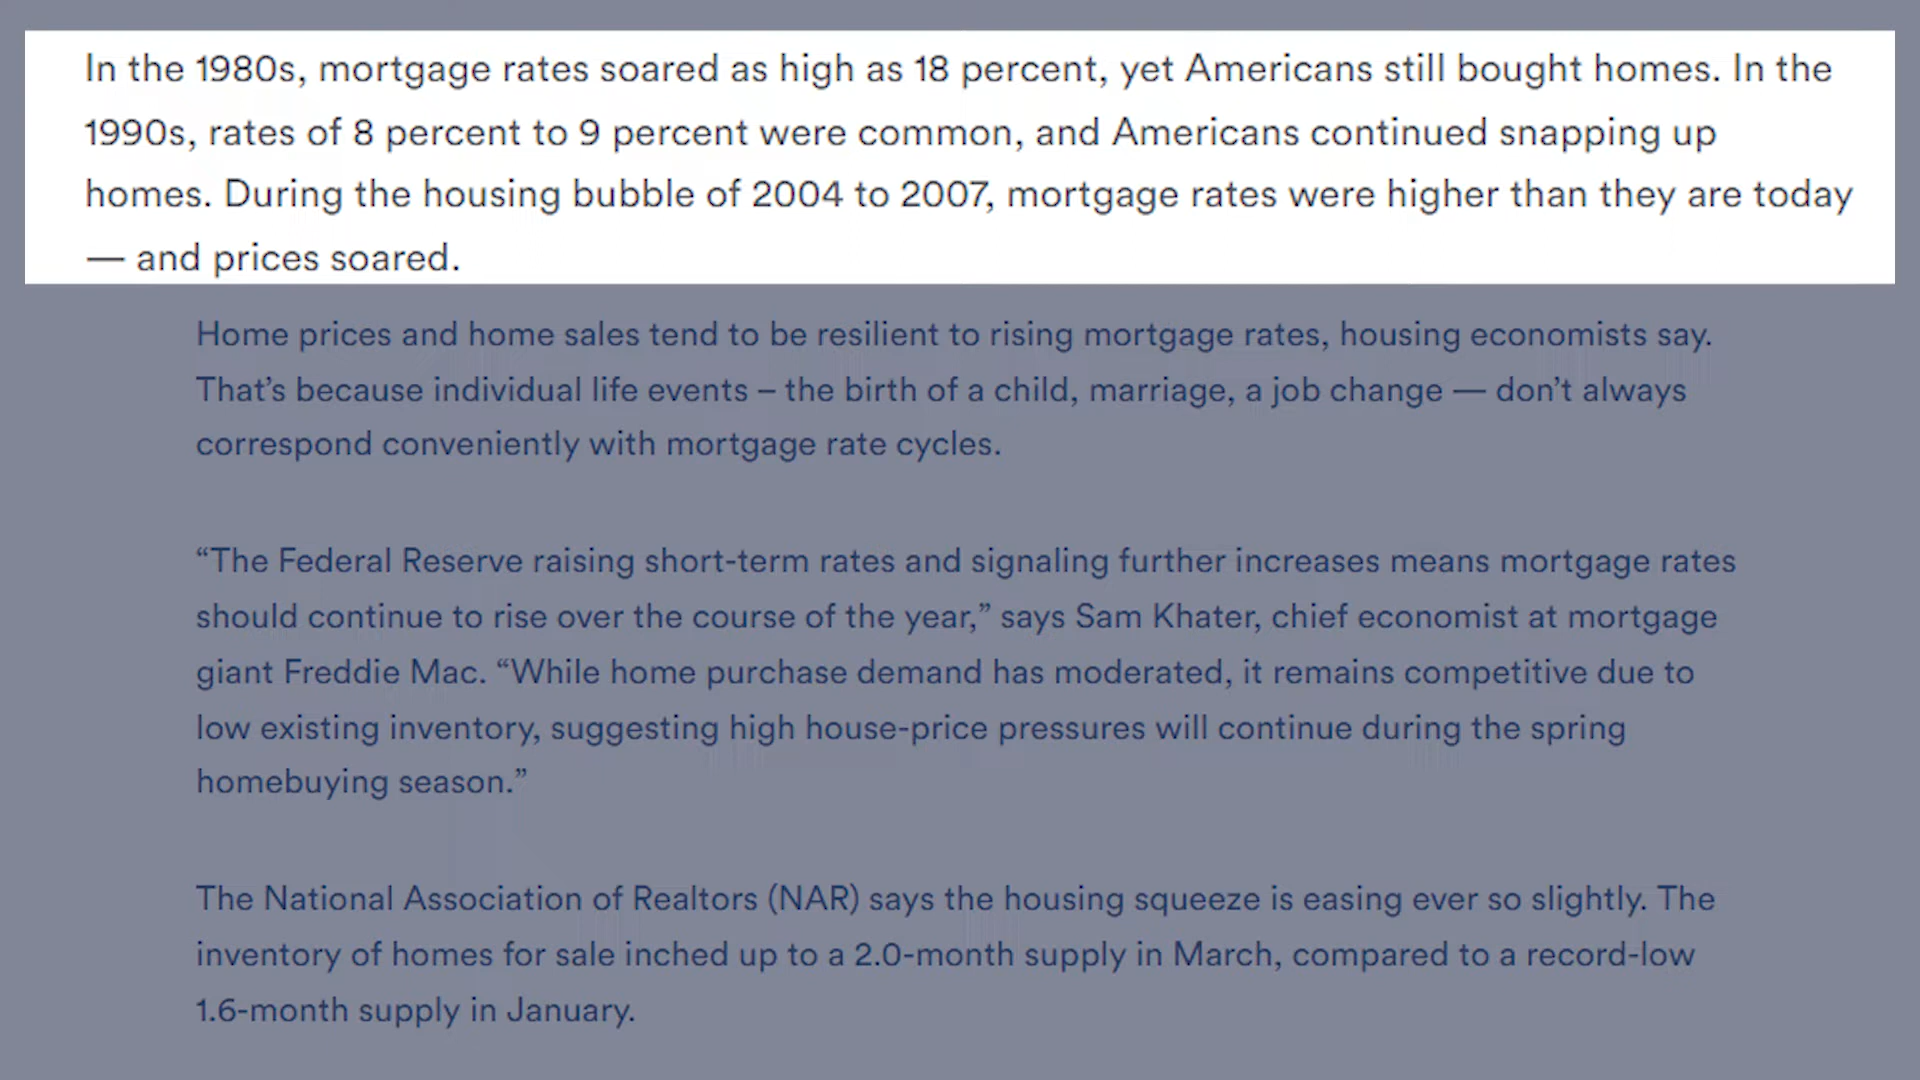 In the 1980s, mortgage rates soared as high as 18 percent, yet Americans still bought homes. In the
1990s, rates of 8 percent to 9 percent were common, and Americans continued snapping up
homes. During the housing bubble of 2004 to 2007, mortgage rates were higher than they are today
— and prices soared.
Home prices and home sales tend to be resilient to rising mortgage rates, housing economists say.
That’s because individual life events – the birth of a child, marriage, a job change — don’t always
correspond conveniently with mortgage rate cycles.
“The Federal Reserve raising short-term rates and signaling further increases means mortgage rates
should continue to rise over the course of the year,” says Sam Khater, chief economist at mortgage
giant Freddie Mac. “While home purchase demand has moderated, it remains competitive due to
low existing inventory, suggesting high house-price pressures will continue during the spring
homebuying season.”
The National Association of Realtors (NAR) says the housing squeeze is easing ever so slightly. The
inventory of homes for sale inched up to a 2.0-month supply in March, compared to a record-low
1.6-month supply in January.